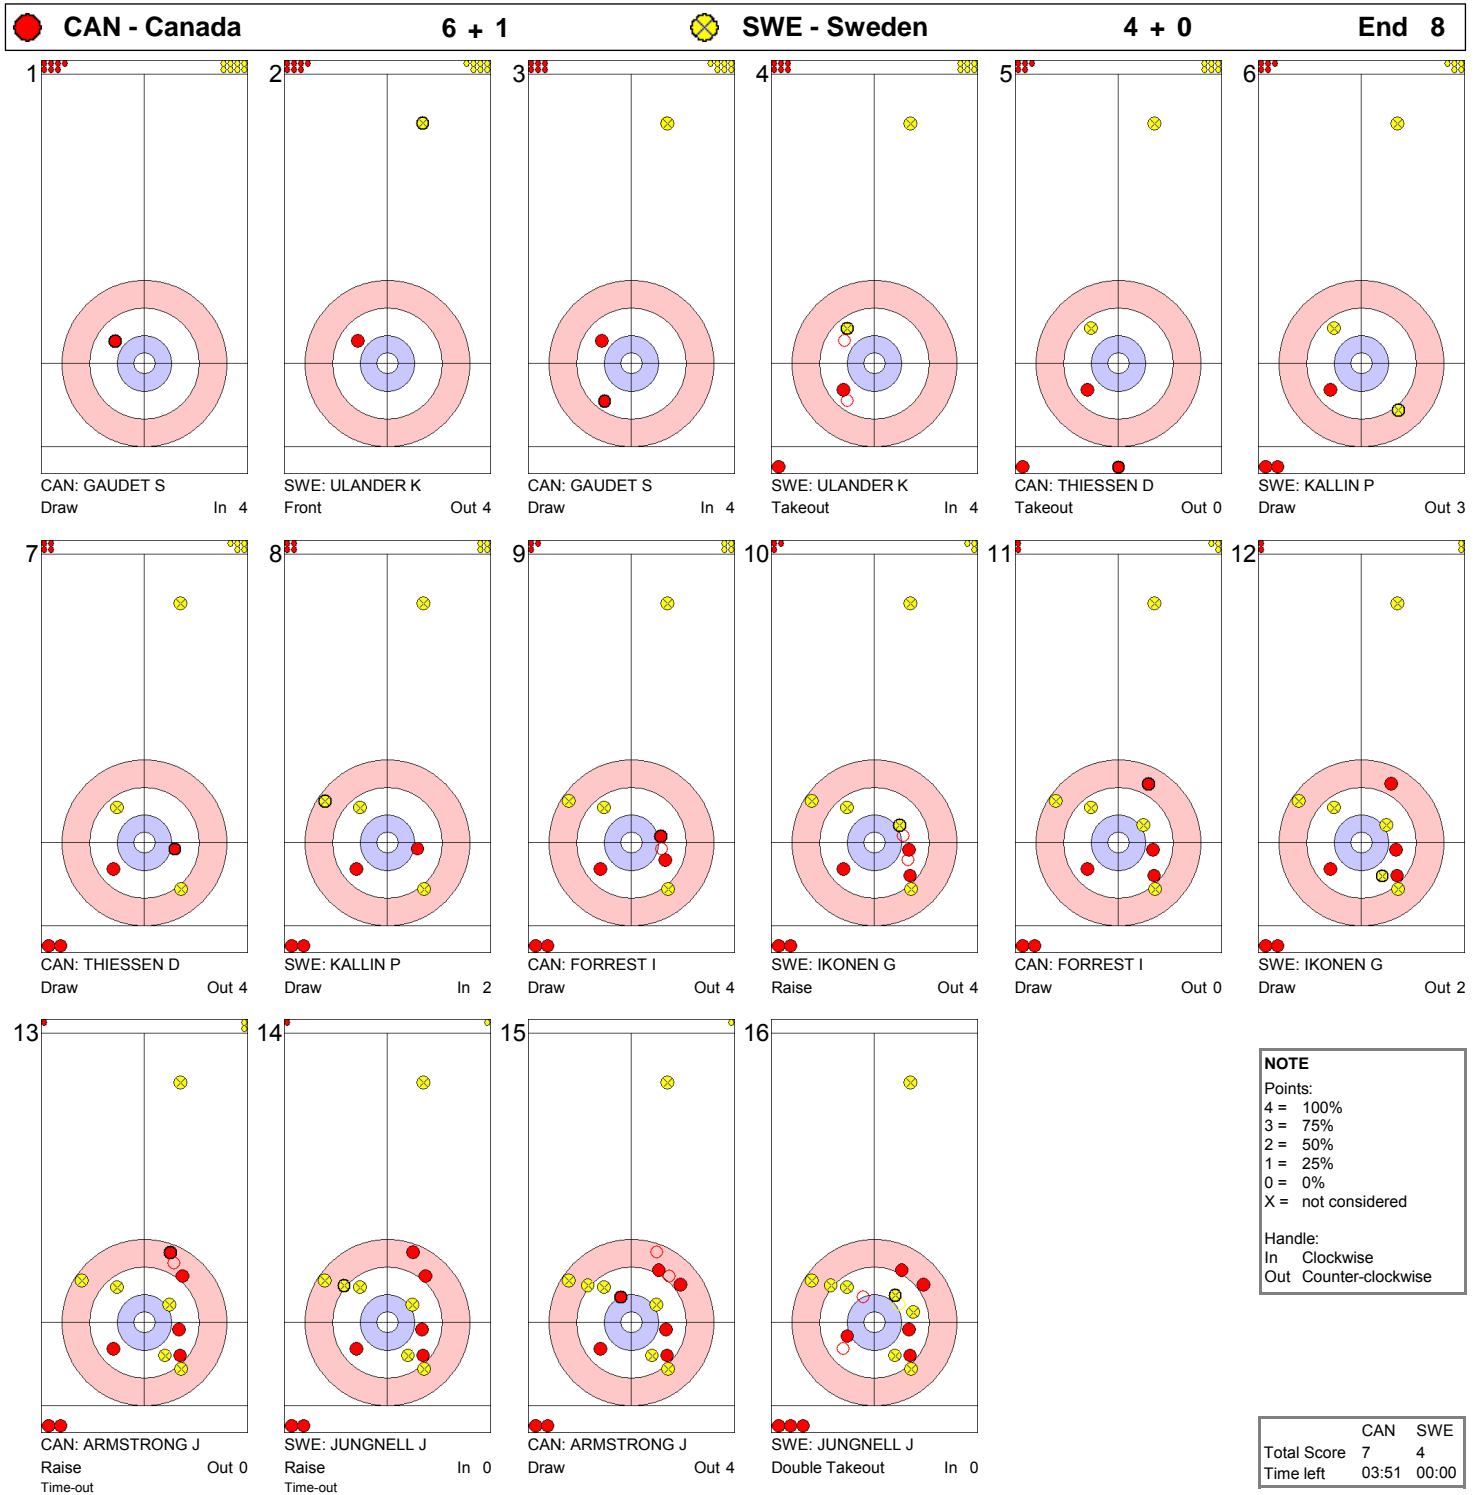 CAN - Canada 6 + 1 SWE - Sweden 4 + 0 End 8
1 2 3 4 5 6
CAN: GAUDET S SWE: ULANDER K CAN: GAUDET S SWE: ULANDER K CAN: THIESSEN D SWE: KALLIN P
Draw In 4 Front Out 4 Draw In 4 Takeout In 4 Takeout Out 0 Draw Out 3
7 8 9 10 11 12
CAN: THIESSEN D SWE: KALLIN P CAN: FORREST I SWE: IKONEN G CAN: FORREST I SWE: IKONEN G
Draw Out 4 Draw In 2 Draw Out 4 Raise Out 4 Draw Out 0 Draw Out 2
13 14 15 16
CAN: ARMSTRONG J SWE: JUNGNELL J CAN: ARMSTRONG J SWE: JUNGNELL J
Raise Out 0 Raise In 0 Draw Out 4 Double Takeout In 0
Time-out Time-out
NOTE
Points:
4 = 100%
3 = 75%
2 = 50%
1 = 25%
0 = 0%
X = not considered
Handle:
In Clockwise
Out Counter-clockwise
CAN SWE
Total Score 7 4
Time left 03:51 00:00